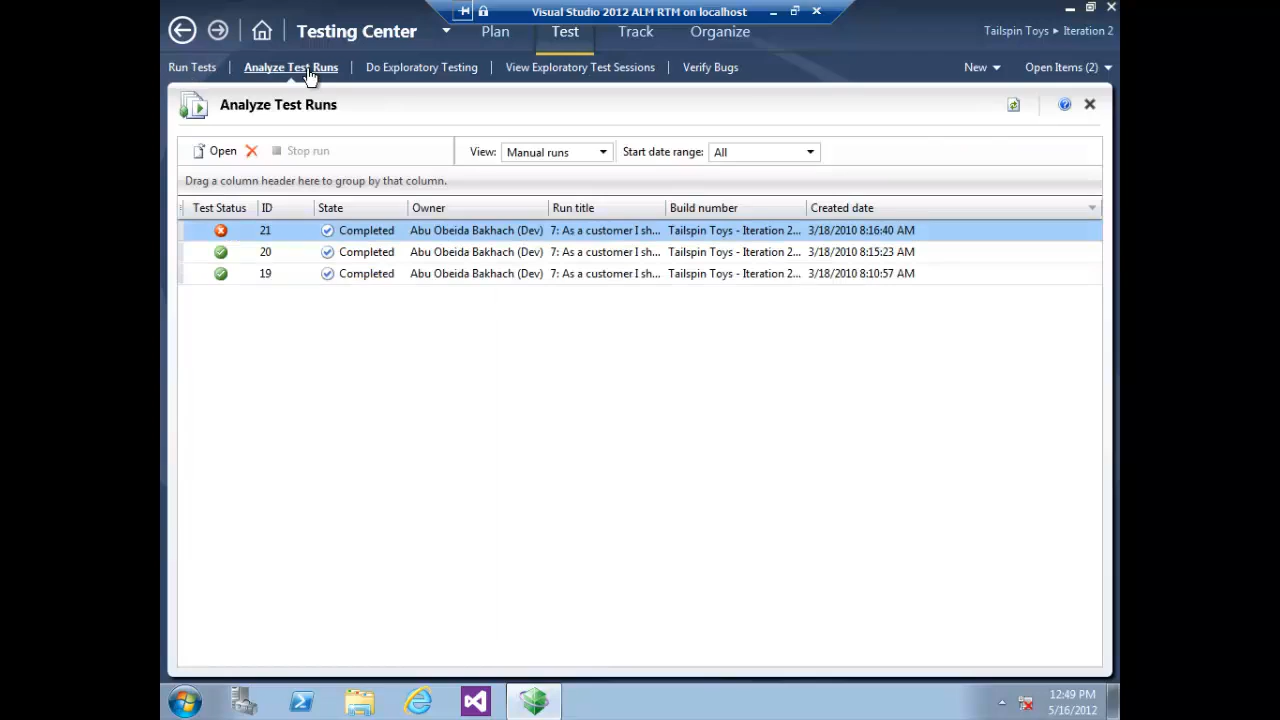 Visual Studio 2012 ALM RTM on localhost
Testing Center Plan Test Track Organize Tailspin Toys ▸ Iteration 2
Run Tests Analyze Test Runs Do Exploratory Testing View Exploratory Test Sessions Verify Bugs New Open Items (2)
Analyze Test Runs
Open Stop run View: Manual runs Start date range: All
Drag a column header here to group by that column.
Test Status ID State Owner Run title Build number Created date
21 Completed Abu Obeida Bakhach (Dev) 7: As a customer I sh... Tailspin Toys - Iteration 2... 3/18/2010 8:16:40 AM
20 Completed Abu Obeida Bakhach (Dev) 7: As a customer I sh... Tailspin Toys - Iteration 2... 3/18/2010 8:15:23 AM
19 Completed Abu Obeida Bakhach (Dev) 7: As a customer I sh... Tailspin Toys - Iteration 2... 3/18/2010 8:10:57 AM
12:49 PM
5/16/2012